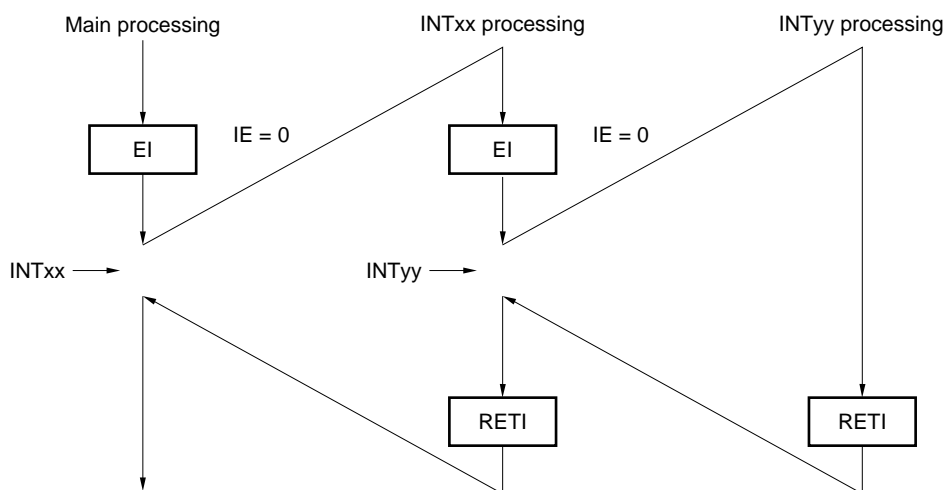 Main processing
INTxx processing
INTyy processing
EI
IE = 0
EI
IE = 0
INTxx
INTyy
RETI
RETI